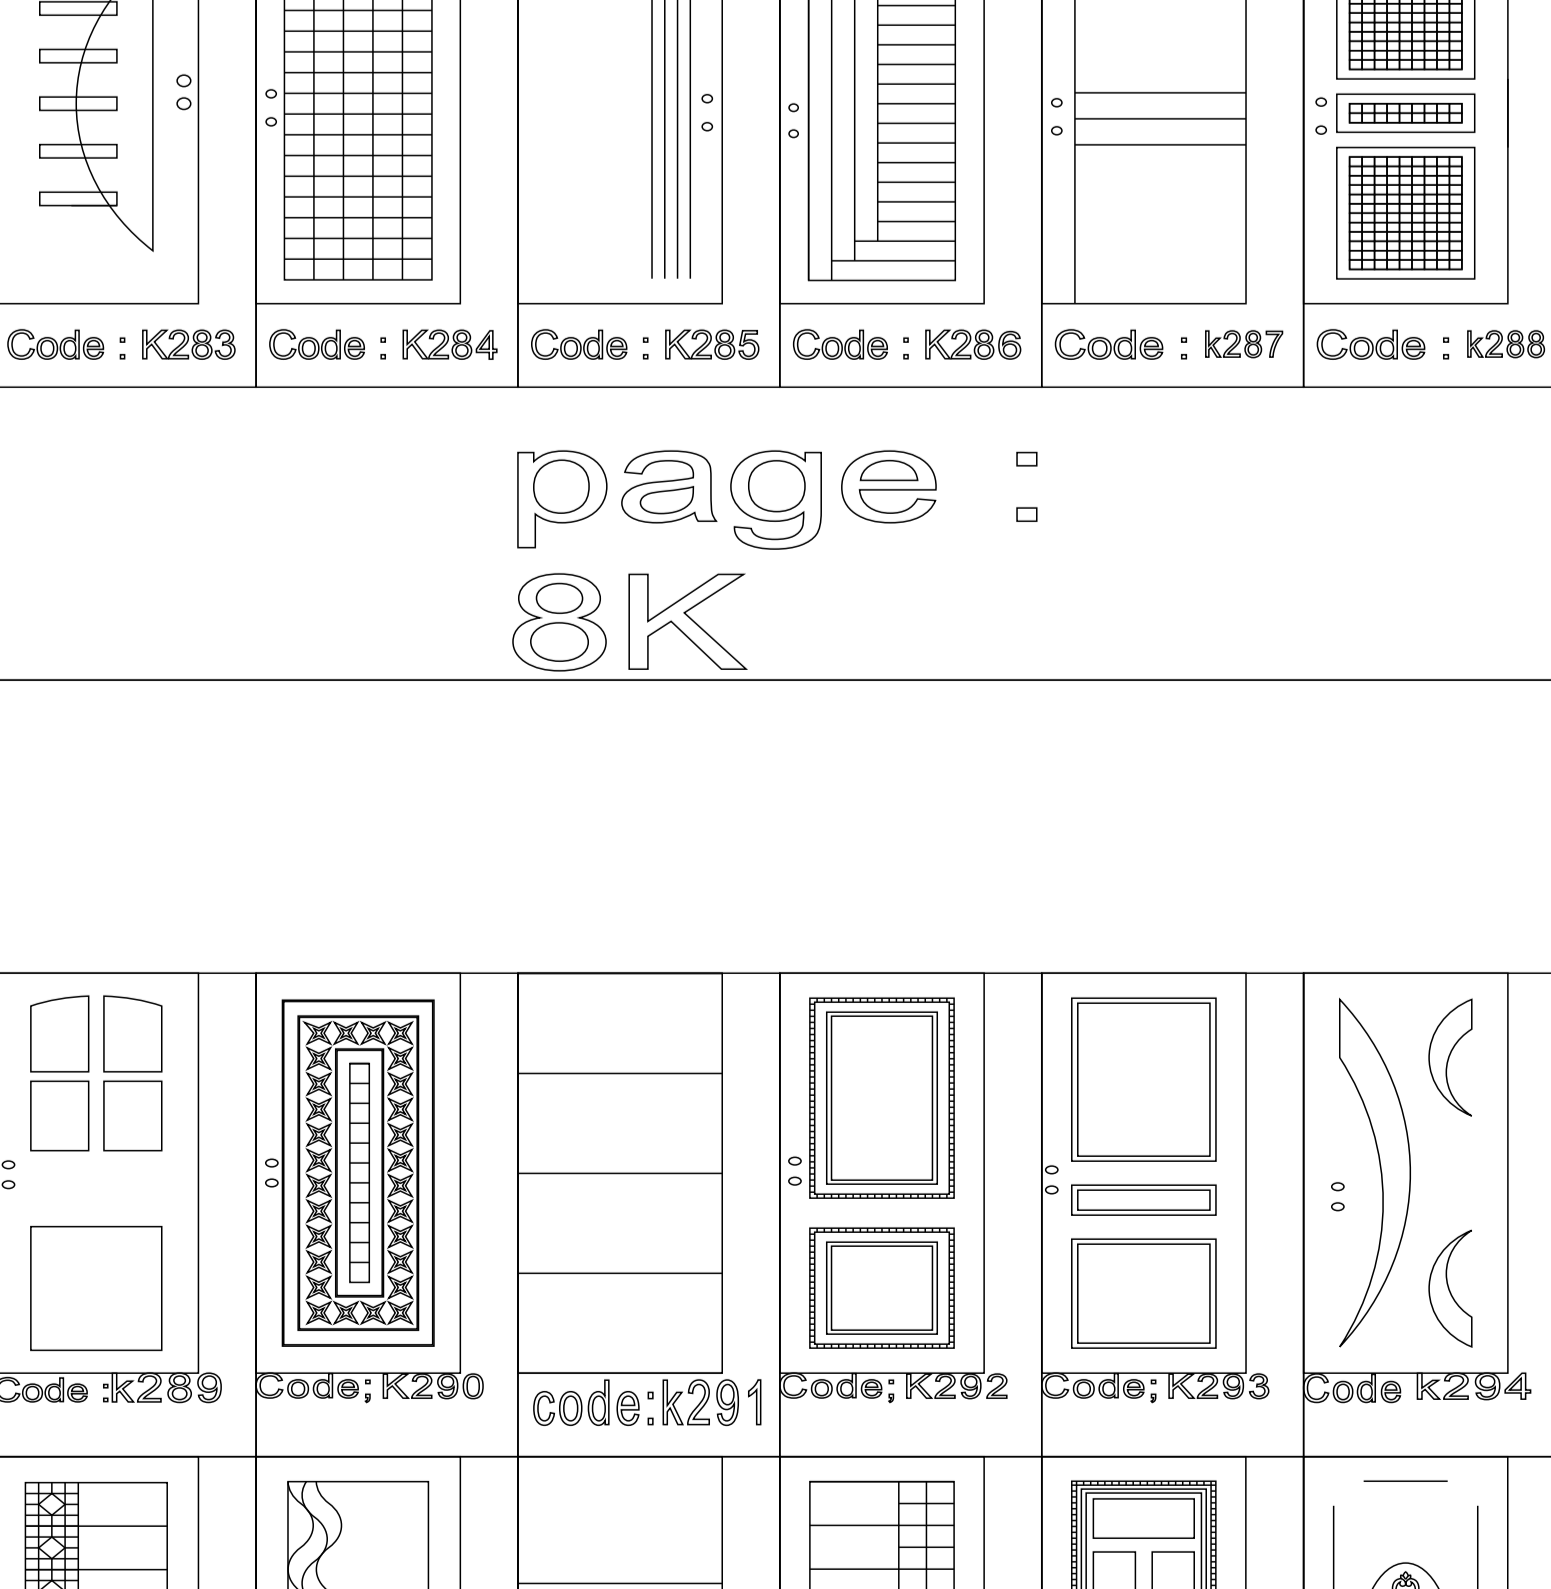 Code : K283
Code : K284
Code : K285
Code : K286
Code : k287
Code : k288
page :
8K
Code :k289
Code; K290
code:k291
Code; K292
Code; K293
Code k294